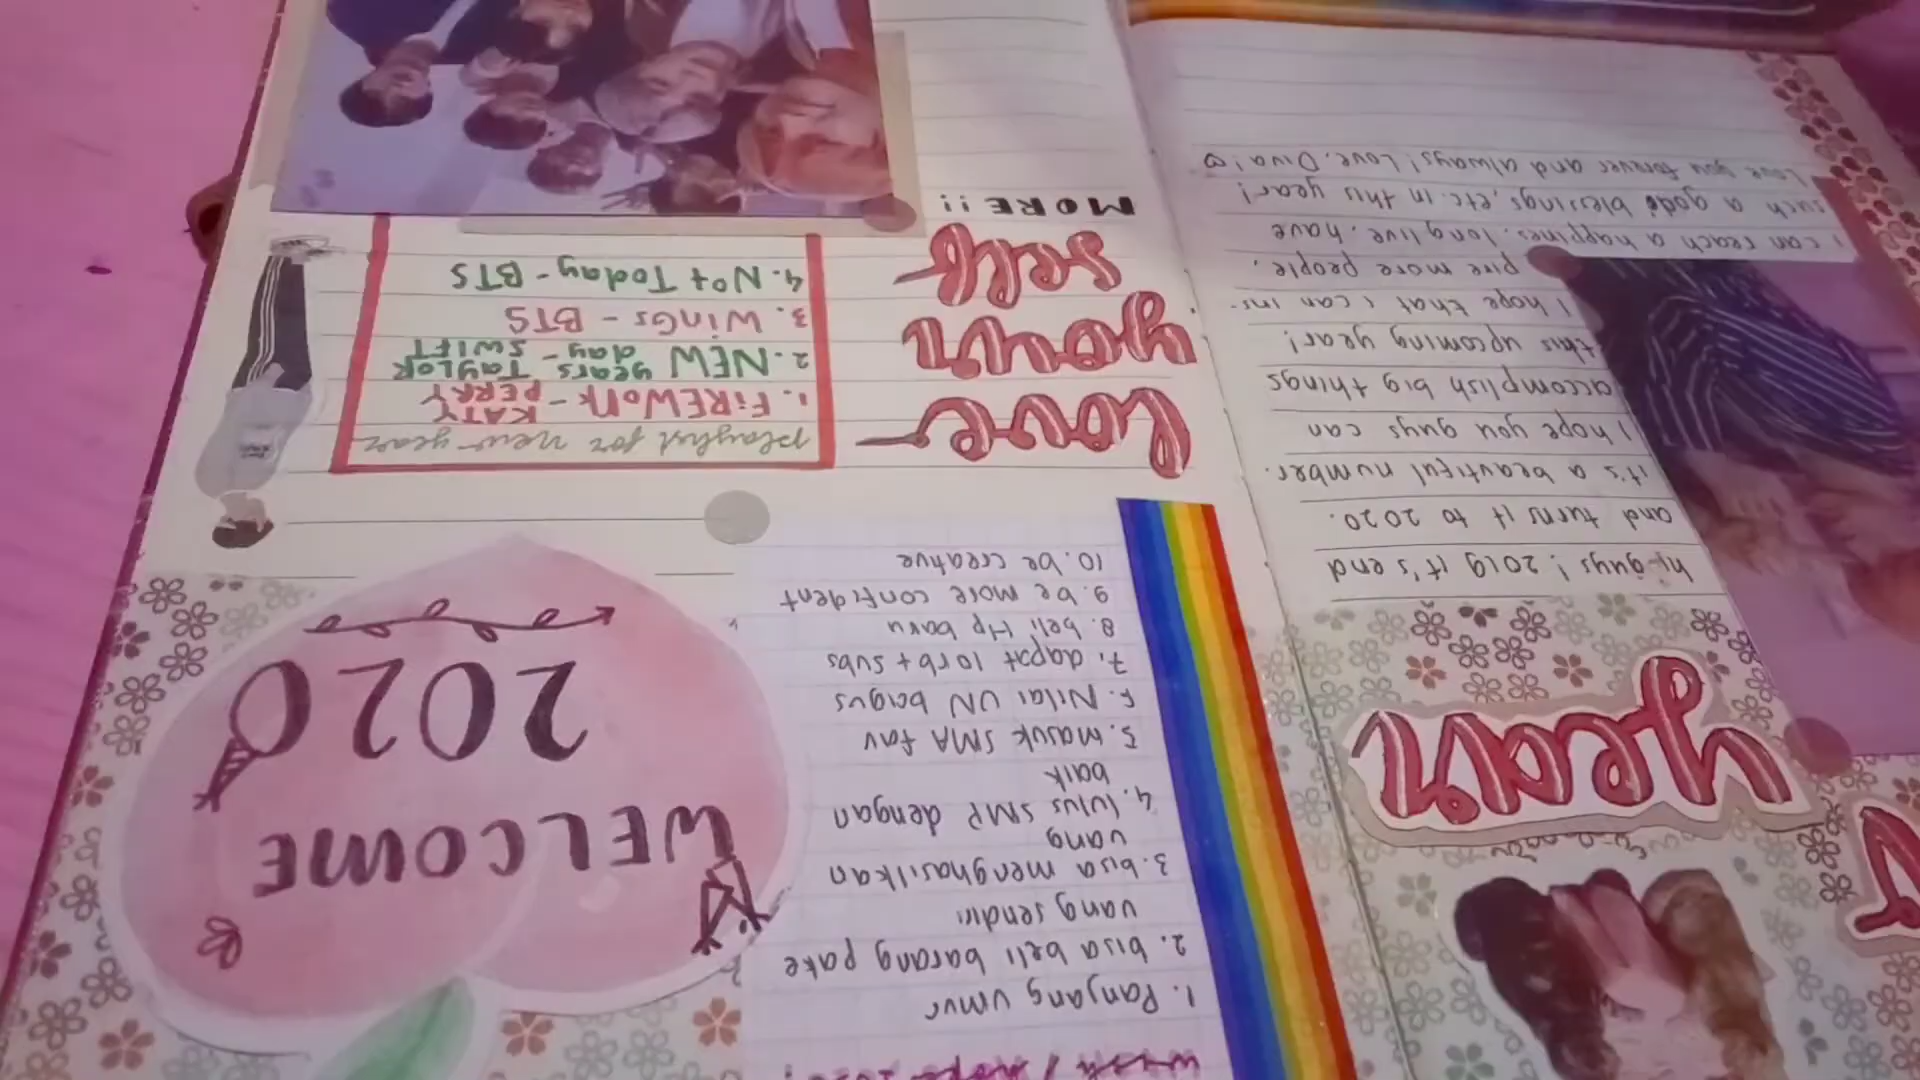 WELCOME
2020
wish / hope 2020!
1. Panjang umur
2. bisa beli barang pake
uang sendiri
3. bisa menghasilkan
uang
4. lulus SMP dengan
baik
5. masuk SMA fav
6. Nilai UN bagus
7. dapat 10rb+ subs
8. beli Hp baru
9. be more confident
10. be creative
playlist for new year
1. FiREWORK - KATY
PERRY
2. NEW years day - TAYLOR
SWIFT
3. WinGs - BTS
4. Not Today - BTS
love
your
self
MORE!!
year
hi guys! 2019 it's end
and turns it to 2020.
it's a beautiful number.
I hope you guys can
accomplish big things
this upcoming year!
I hope that i can ins-
pire more people,
i can reach a happines, long live, have
such a good blessings, etc. in this year!
Love you forever and always! Love, Diva!♡